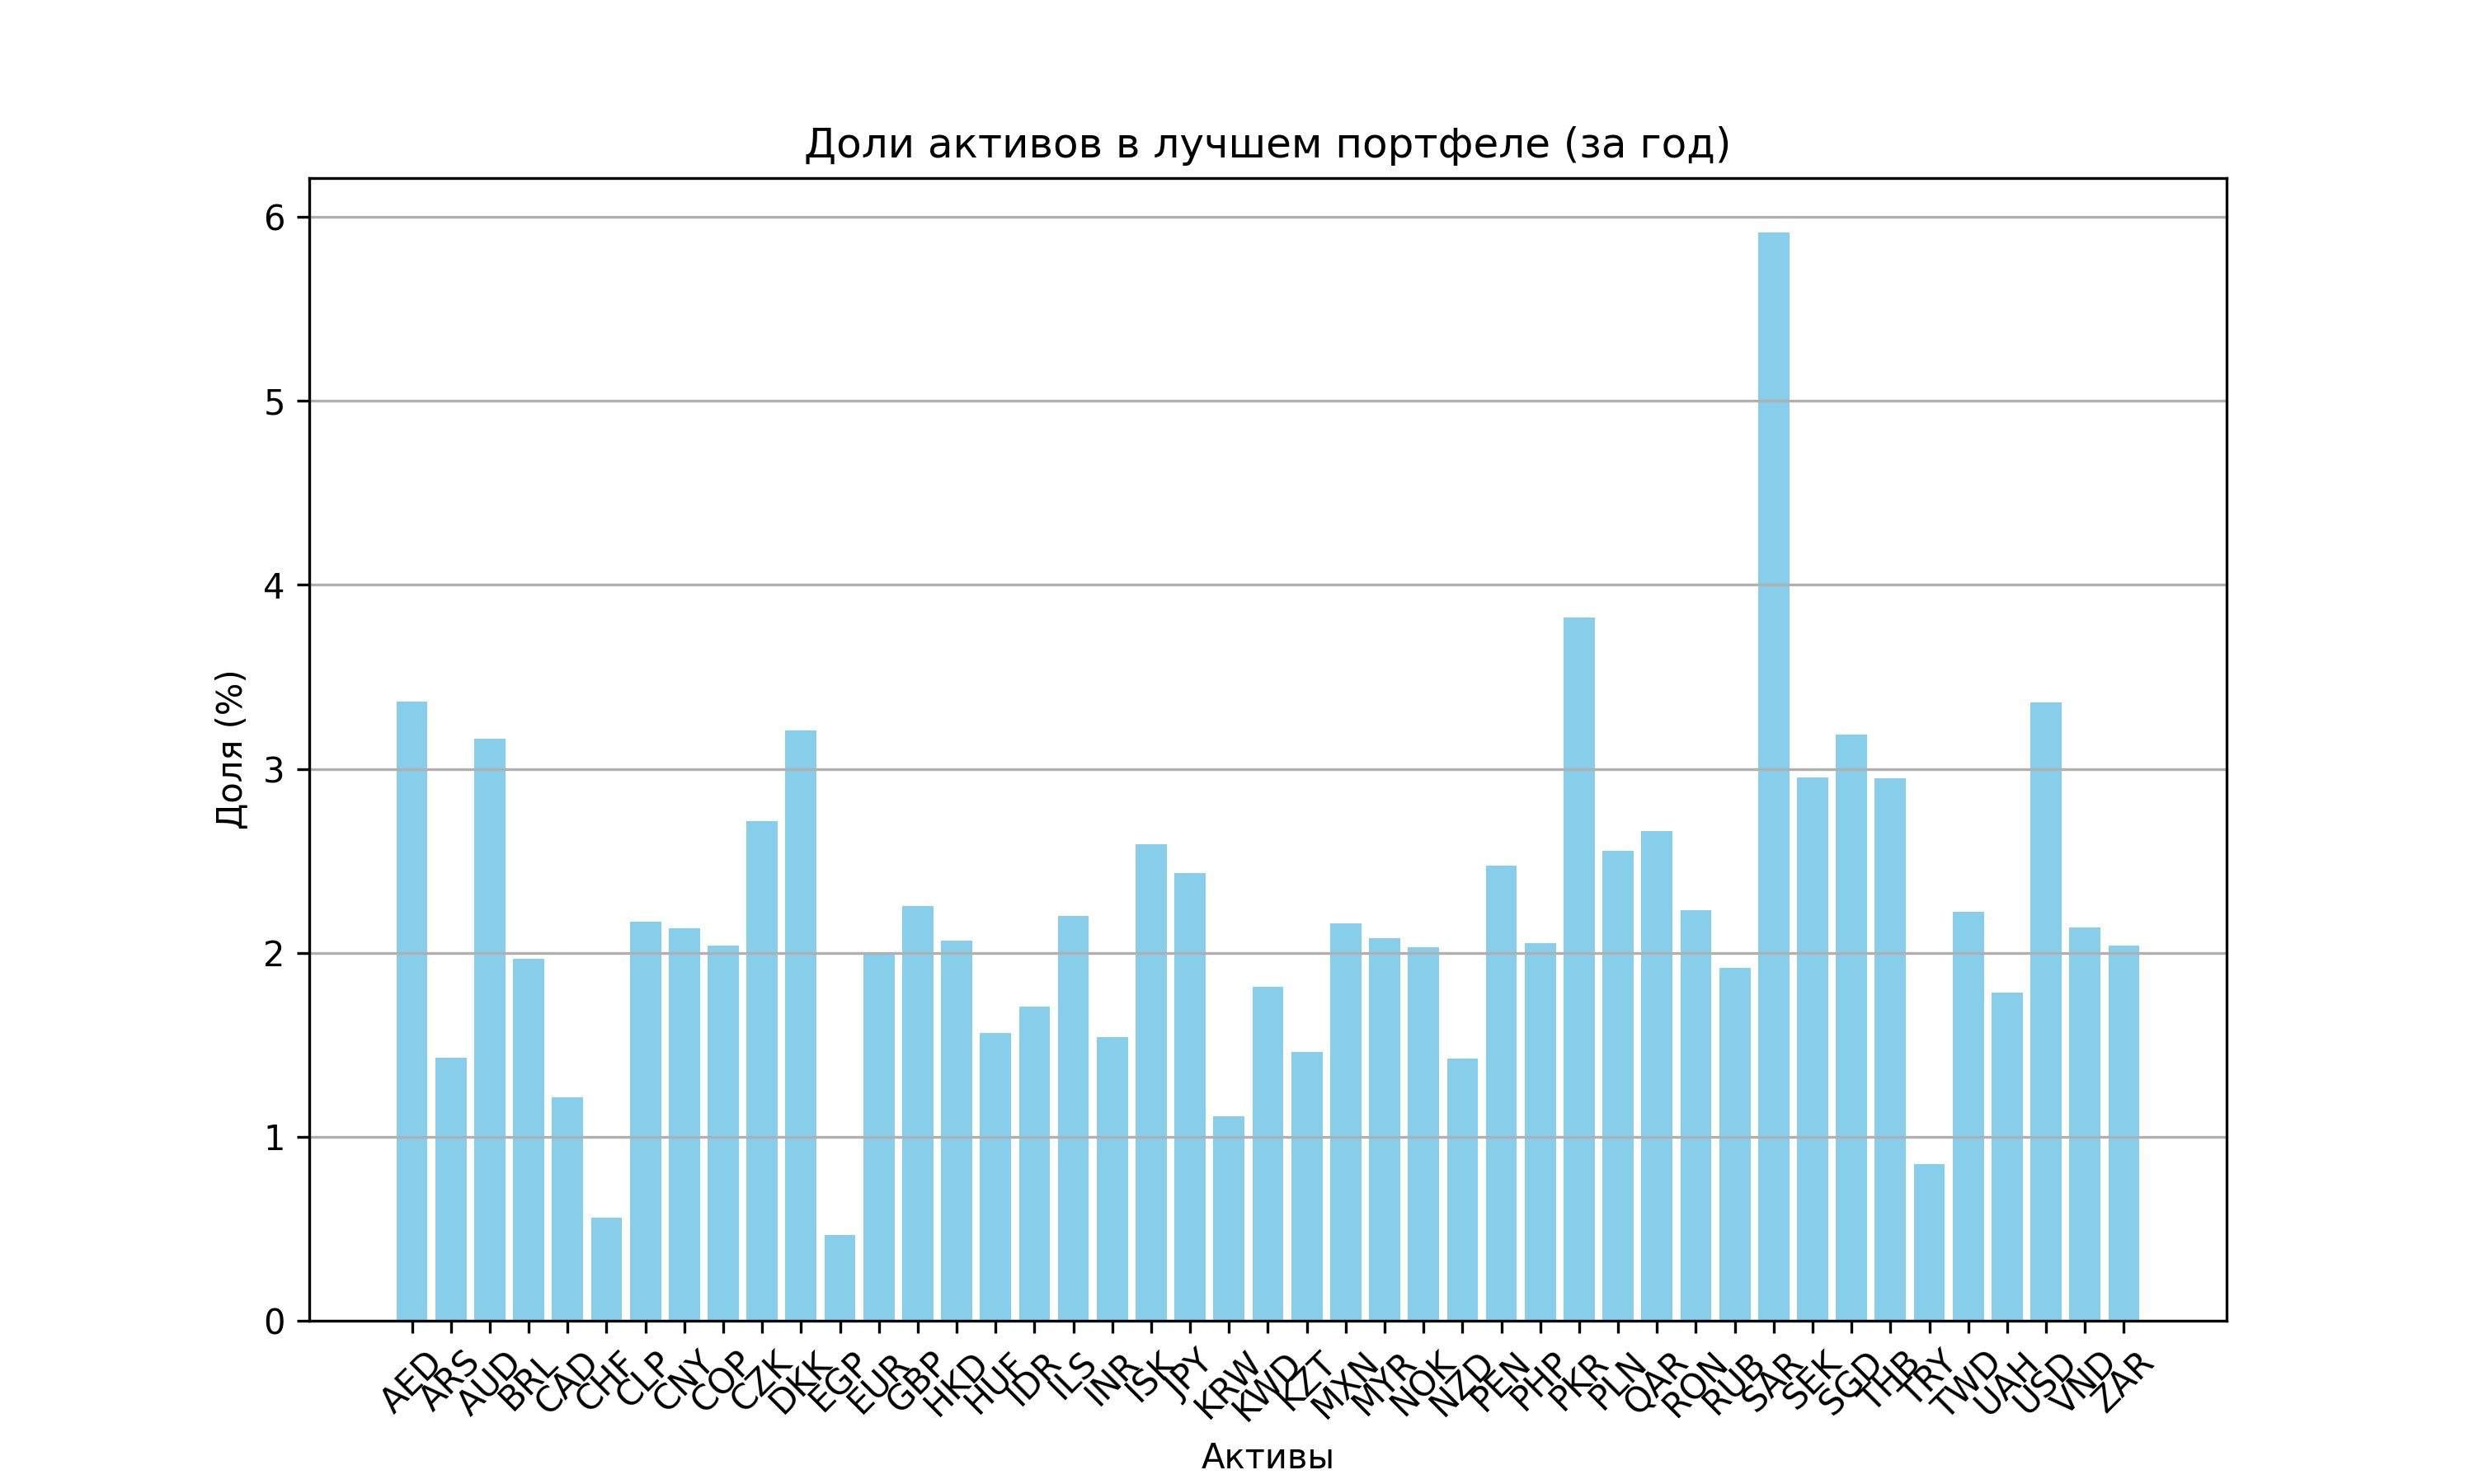 Доли активов в лучшем портфеле (за год)
Доля (%)
6
5
4
3
2
1
0
AED
ARS
AUD
BRL
CAD
CHF
CLP
CNY
COP
CZK
DKK
EGP
EUR
GBP
HKD
HUF
IDR
ILS
INR
ISK
JPY
KRW
KWD
KZT
MXN
MYR
NOK
NZD
PEN
PHP
PKR
PLN
QAR
RON
RUB
SAR
SEK
SGD
THB
TRY
TWD
UAH
USD
VND
ZAR
Активы